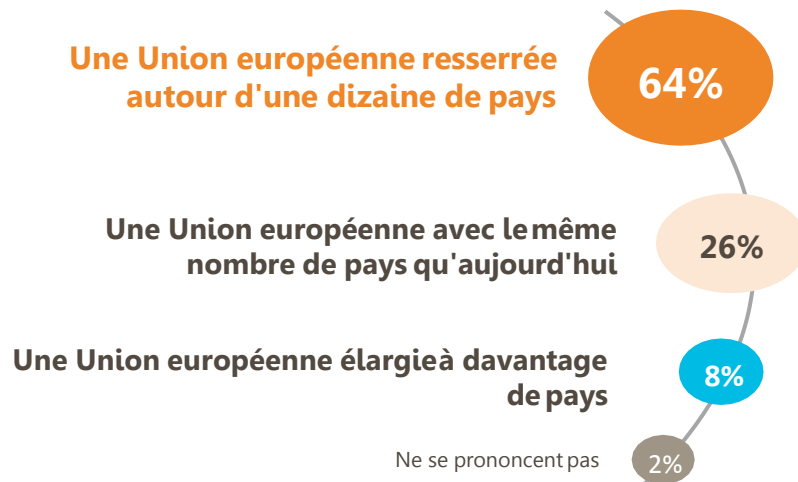 Une Union européenne resserrée
autour d'une dizaine de pays
64%
Une Union européenne avec le même
nombre de pays qu'aujourd'hui
26%
Une Union européenne élargie à davantage
de pays
8%
Ne se prononcent pas
2%